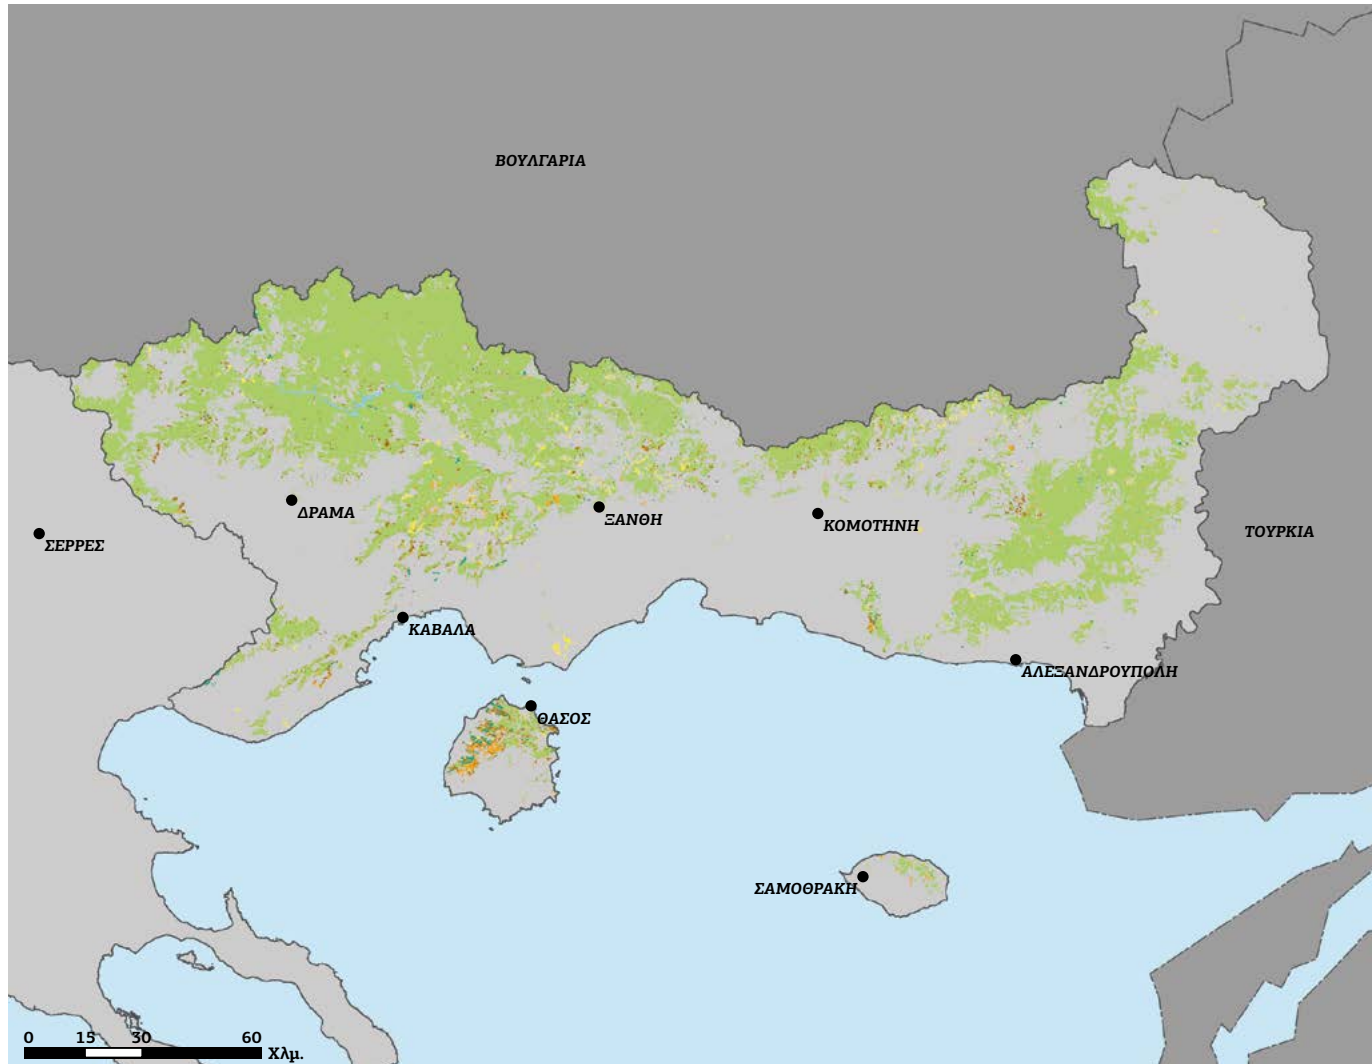 ΒΟΥΛΓΑΡΙΑ
ΔΡΑΜΑ
ΞΑΝΘΗ
ΚΟΜΟΤΗΝΗ
ΤΟΥΡΚΙΑ
ΣΕΡΡΕΣ
ΚΑΒΑΛΑ
ΑΛΕΞΑΝΔΡΟΥΠΟΛΗ
ΘΑΣΟΣ
ΣΑΜΟΘΡΑΚΗ
0 15 30 60
Χλμ.